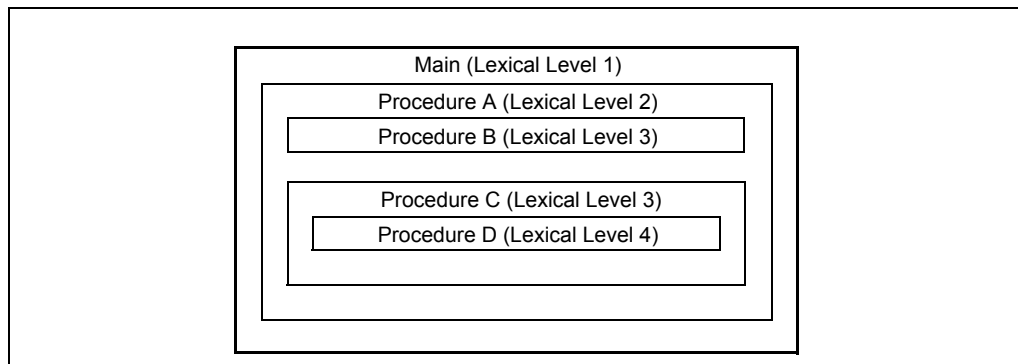 Main (Lexical Level 1)
Procedure A (Lexical Level 2)
Procedure B (Lexical Level 3)
Procedure C (Lexical Level 3)
Procedure D (Lexical Level 4)